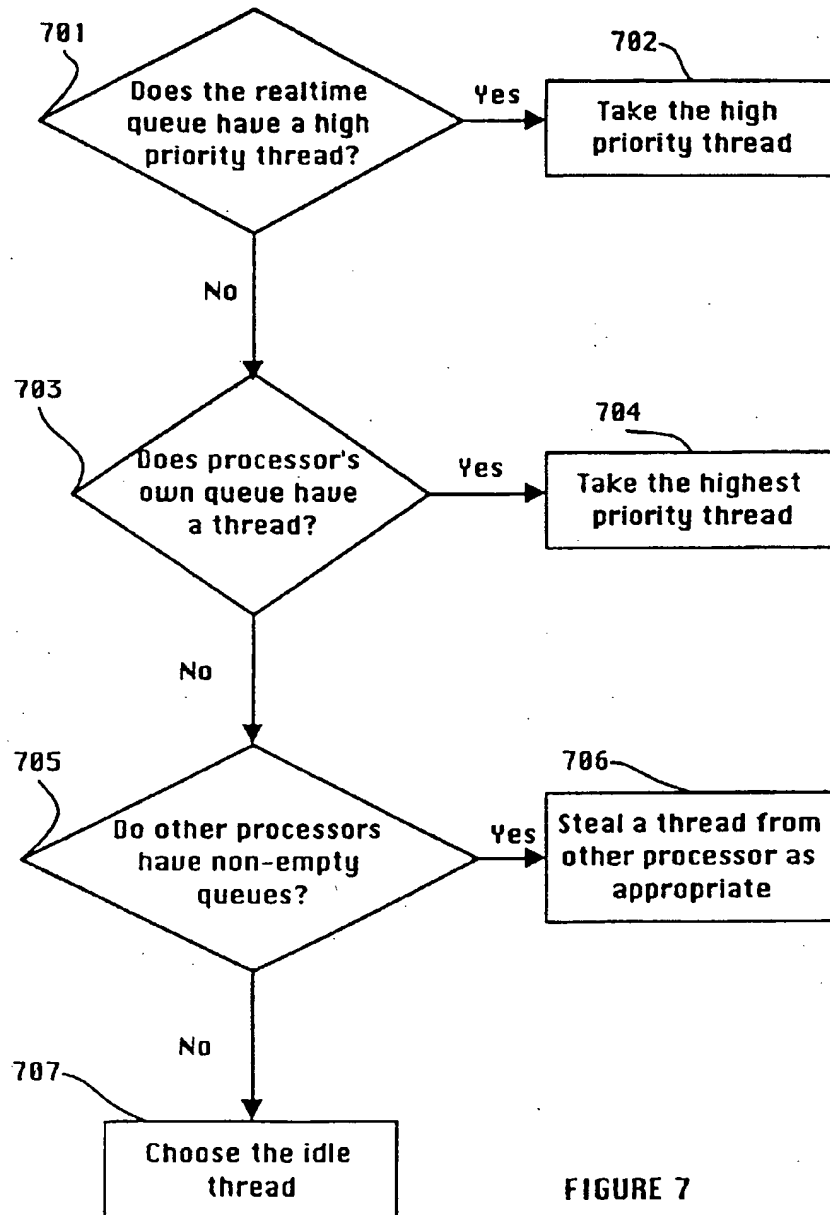 701
Does the realtime
queue have a high
priority thread?
Yes
702
Take the high
priority thread
No
703
Does processor's
own queue have
a thread?
Yes
704
Take the highest
priority thread
No
705
Do other processors
have non-empty
queues?
Yes
706
Steal a thread from
other processor as
appropriate
No
707
Choose the idle
thread
FIGURE 7